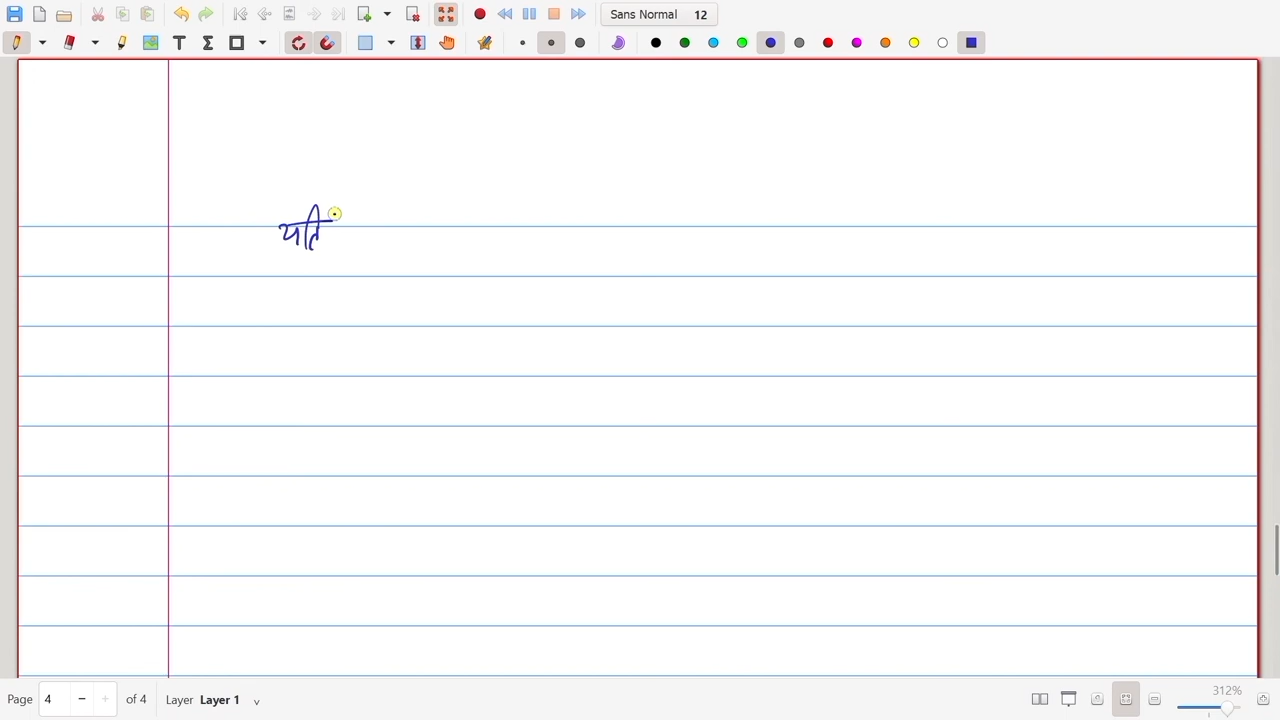 Sans Normal 12
यदि
Page 4 of 4 Layer Layer 1
312%